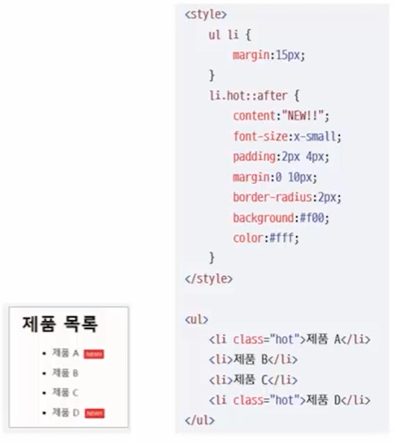 <style>
ul li {
margin:15px;
}
li.hot::after {
content:"NEW!!";
font-size:x-small;
padding:2px 4px;
margin:0 10px;
border-radius:2px;
background:#f00;
color:#fff;
}
</style>
<ul>
<li class="hot">제품 A</li>
<li>제품 B</li>
<li>제품 C</li>
<li class="hot">제품 D</li>
</ul>
제품 목록
• 제품 A NEW!!
• 제품 B
• 제품 C
• 제품 D NEW!!